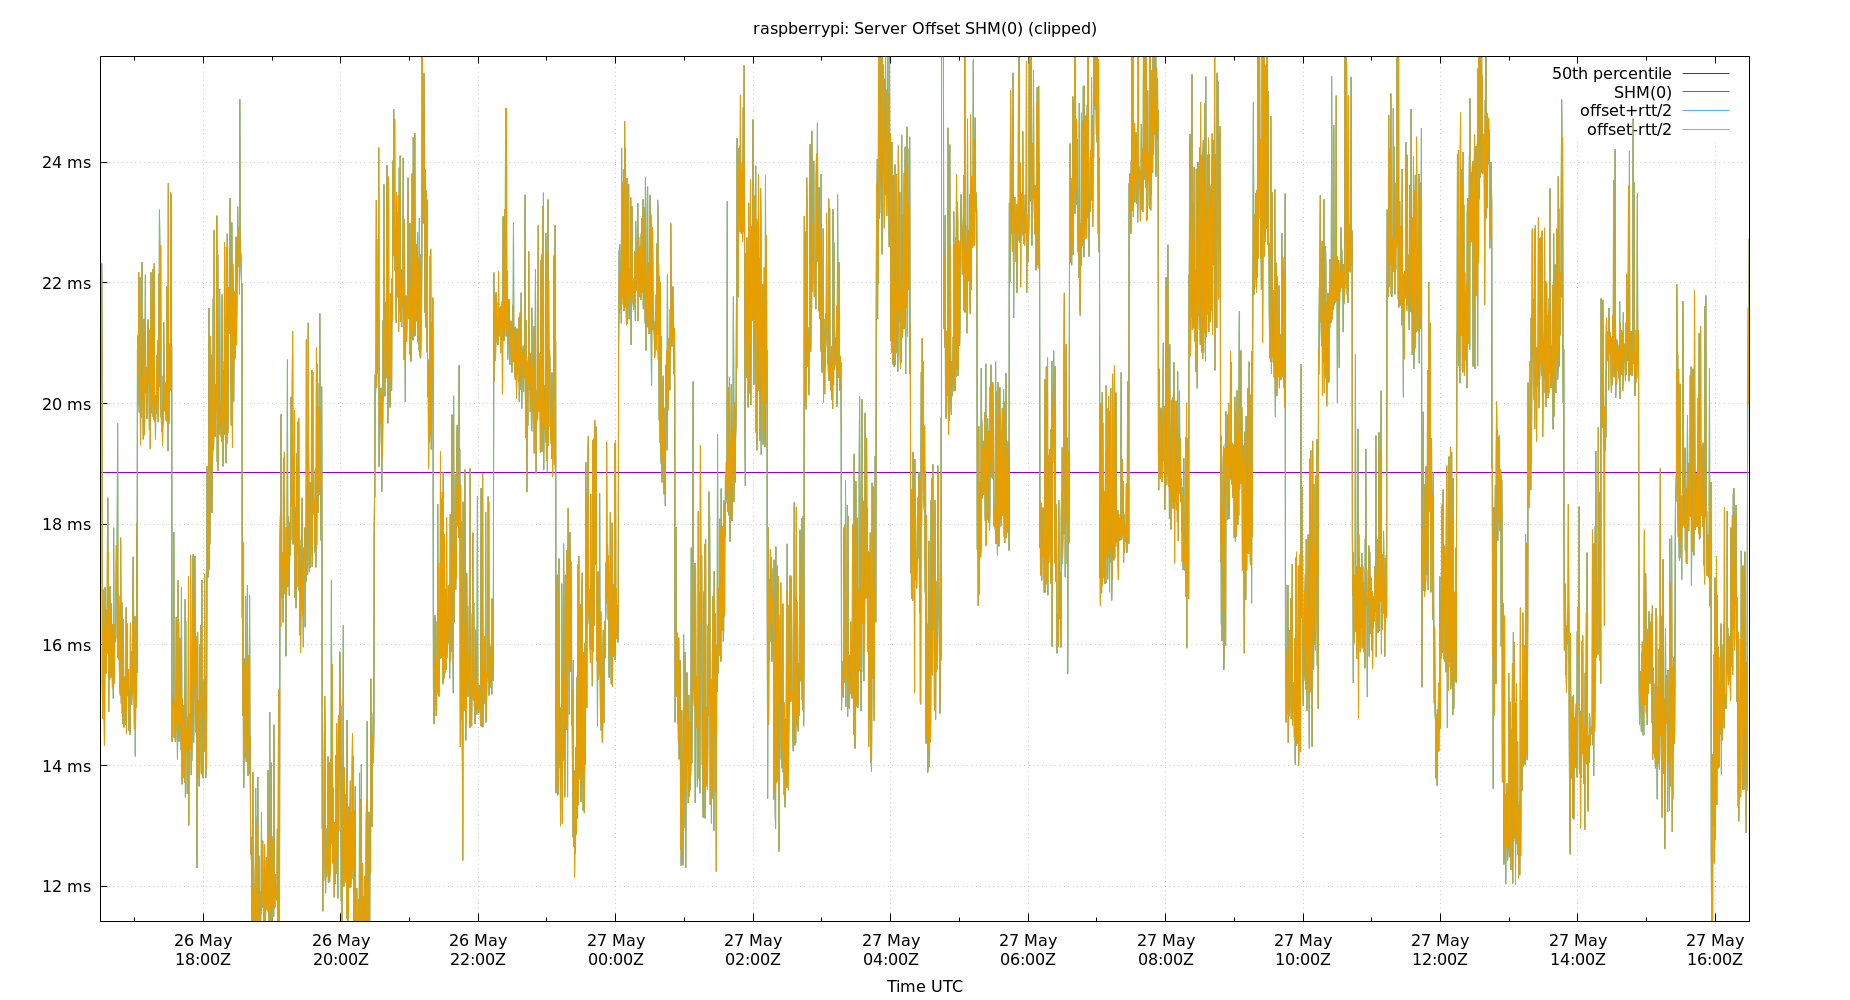 raspberrypi: Server Offset SHM(0) (clipped)
50th percentile
SHM(0)
offset+rtt/2
offset-rtt/2
24 ms
22 ms
20 ms
18 ms
16 ms
14 ms
12 ms
26 May 26 May 26 May 27 May 27 May 27 May 27 May 27 May 27 May 27 May 27 May 27 May
18:00Z 20:00Z 22:00Z 00:00Z 02:00Z 04:00Z 06:00Z 08:00Z 10:00Z 12:00Z 14:00Z 16:00Z
Time UTC